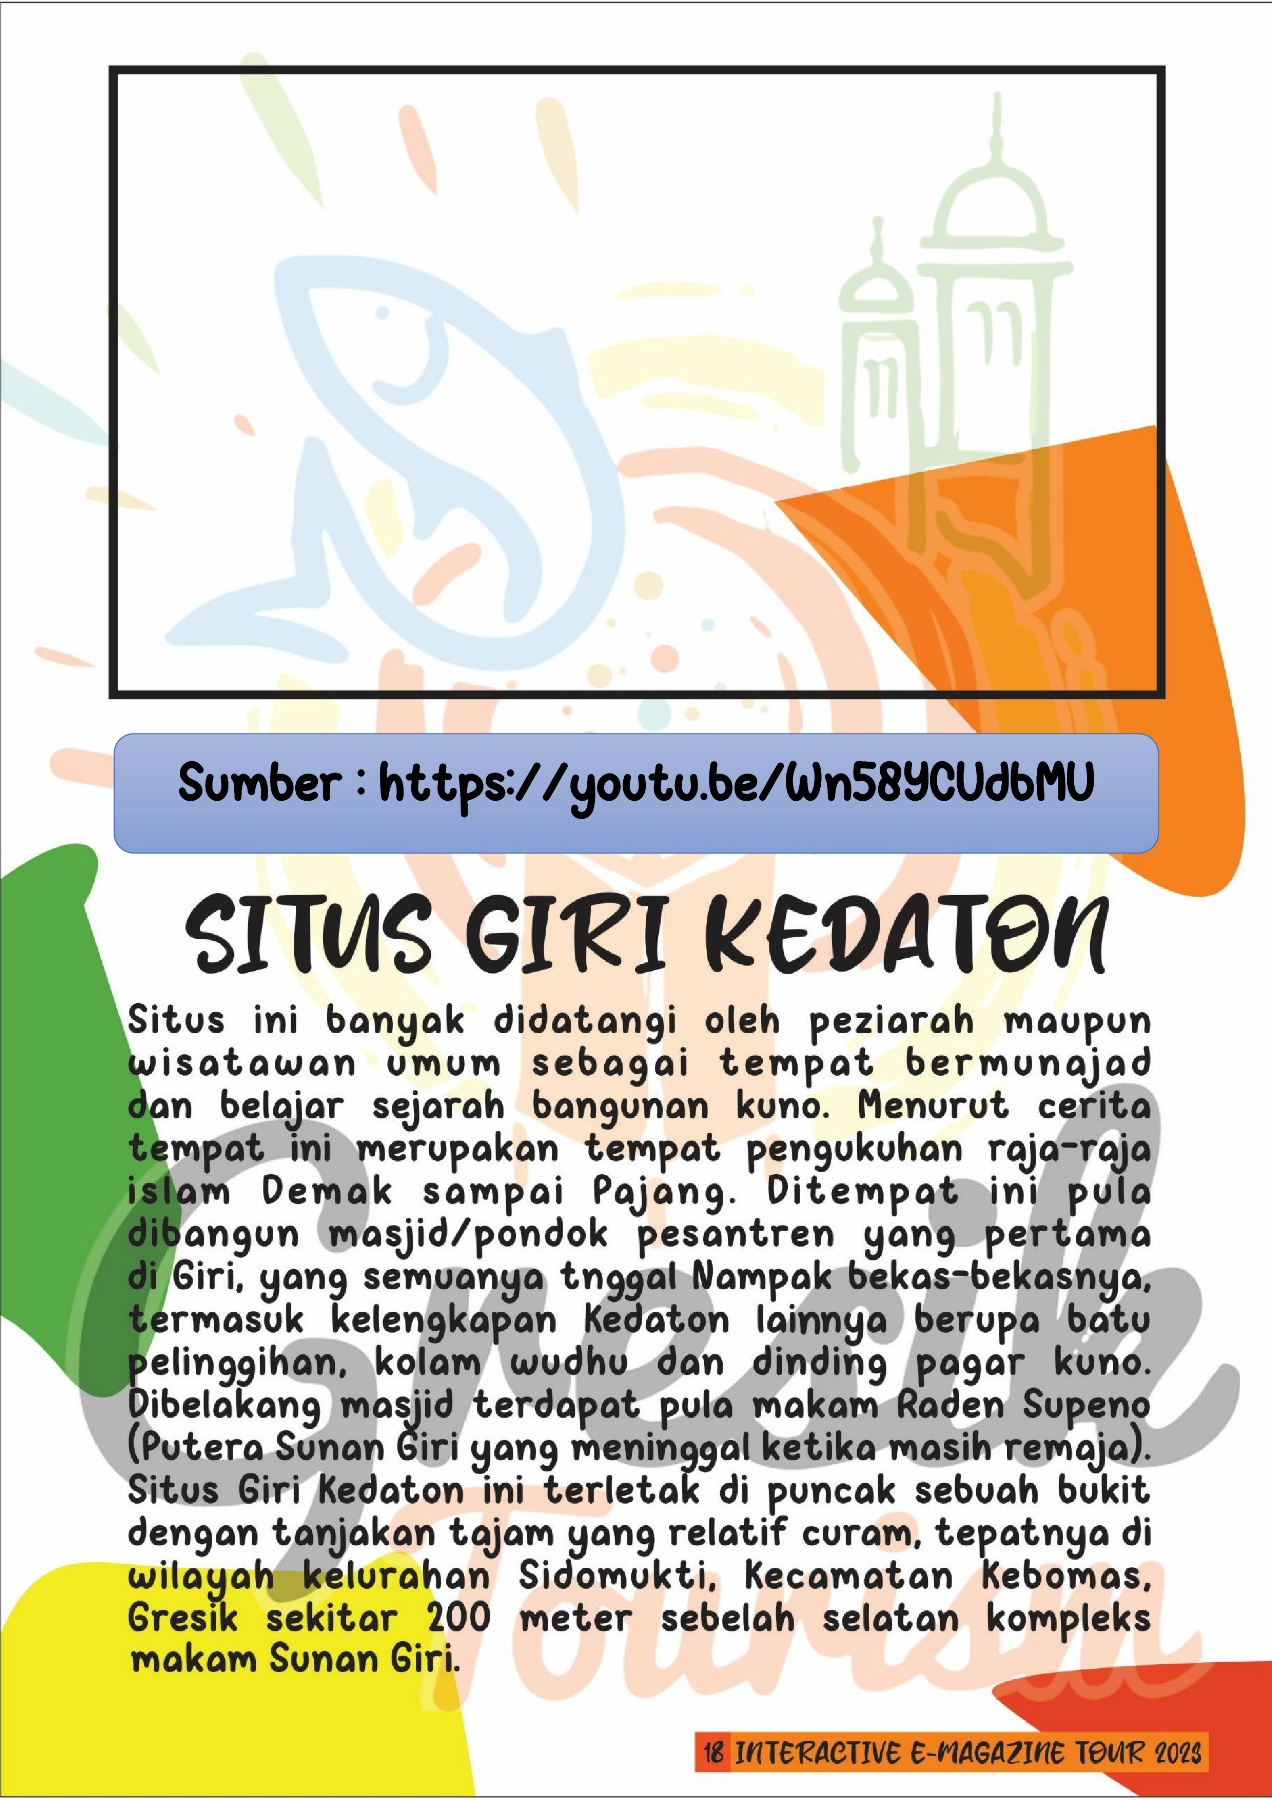 Sumber : https://youtu.be/Wn58YCUdbMU
SITUS GIRI KEDATON
Situs ini banyak didatangi oleh peziarah maupun
wisatawan umum sebagai tempat bermunajad
dan belajar sejarah bangunan kuno. Menurut cerita
tempat ini merupakan tempat pengukuhan raja-raja
islam Demak sampai Pajang. Ditempat ini pula
dibangun masjid/pondok pesantren yang pertama
di Giri, yang semuanya tnggal Nampak bekas-bekasnya,
termasuk kelengkapan Kedaton lainnya berupa batu
pelinggihan, kolam wudhu dan dinding pagar kuno.
Dibelakang masjid terdapat pula makam Raden Supeno
(Putera Sunan Giri yang meninggal ketika masih remaja).
Situs Giri Kedaton ini terletak di puncak sebuah bukit
dengan tanjakan tajam yang relatif curam, tepatnya di
wilayah kelurahan Sidomukti, Kecamatan Kebomas,
Gresik sekitar 200 meter sebelah selatan kompleks
makam Sunan Giri.
Gresik
Tourism
18 INTERACTIVE E-MAGAZINE TOUR 2023